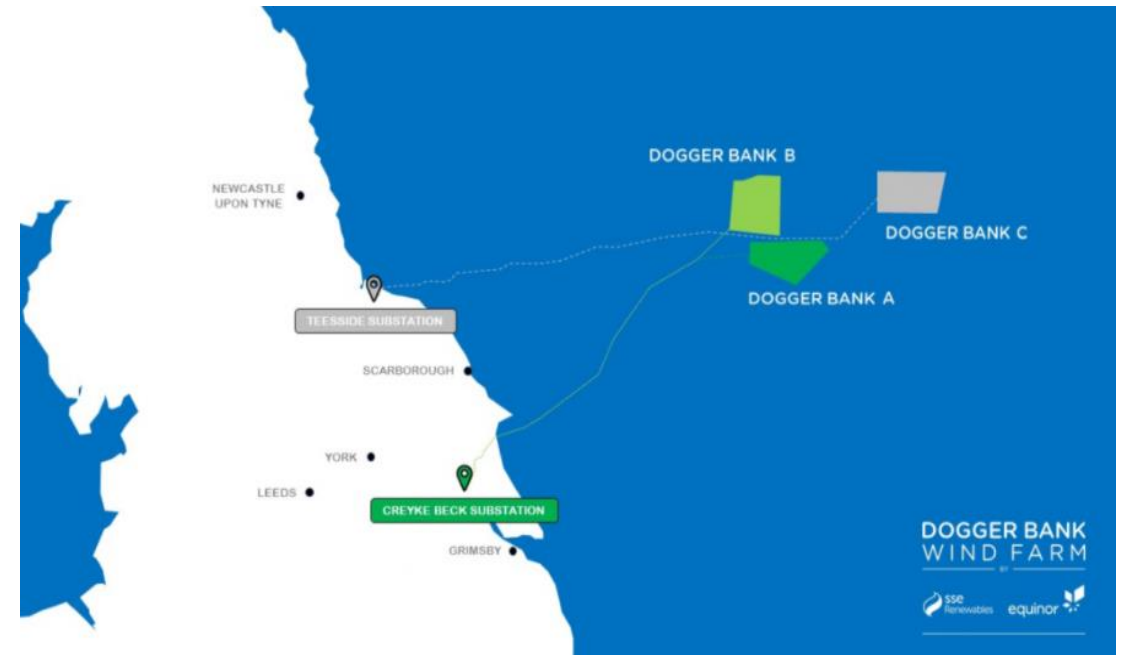 DOGGER BANK B
NEWCASTLE
UPON TYNE
DOGGER BANK C
DOGGER BANK A
TEESSIDE SUBSTATION
SCARBOROUGH
YORK
LEEDS
CREYKE BECK SUBSTATION
GRIMSBY
DOGGER BANK
WIND FARM
BY
sse
Renewables
equinor